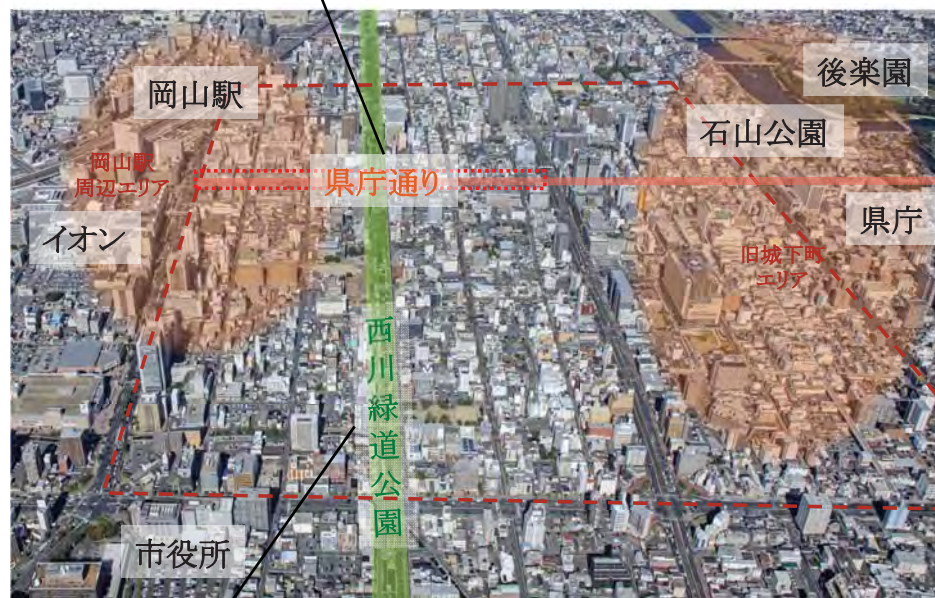 後楽園
岡山駅
石山公園
岡山駅
周辺エリア
県庁通り
県庁
イオン
旧城下町
エリア
西川緑道公園
市役所